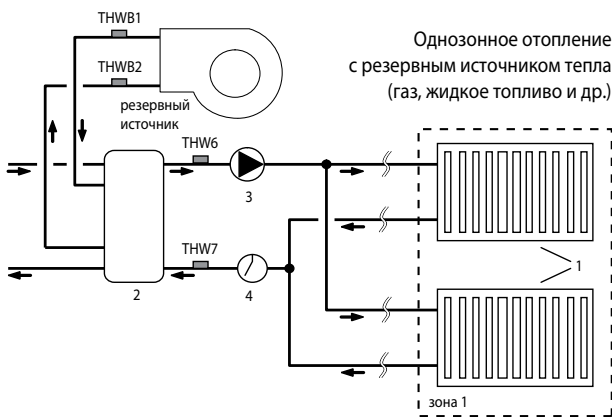 THWB1
Однозонное отопление
с резервным источником тепла
(газ, жидкое топливо и др.)
THWB2
резервный
источник
THW6
3
THW7
1
2
4
зона 1